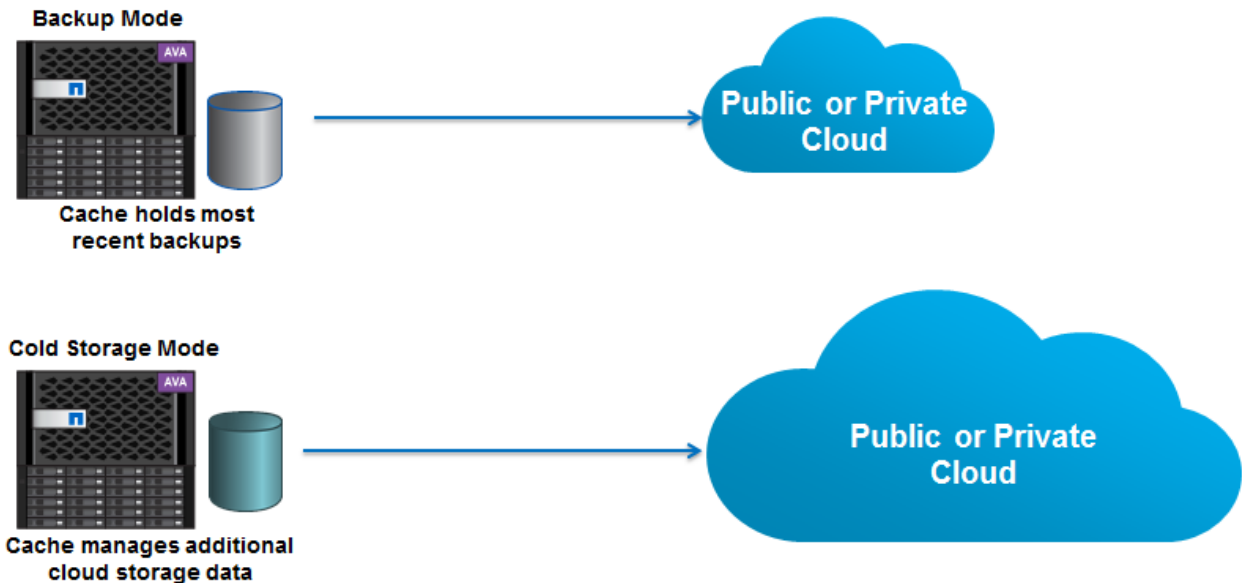 Backup Mode
AVA
n
Cache holds most
recent backups
Public or Private
Cloud
Cold Storage Mode
AVA
n
Cache manages additional
cloud storage data
Public or Private
Cloud